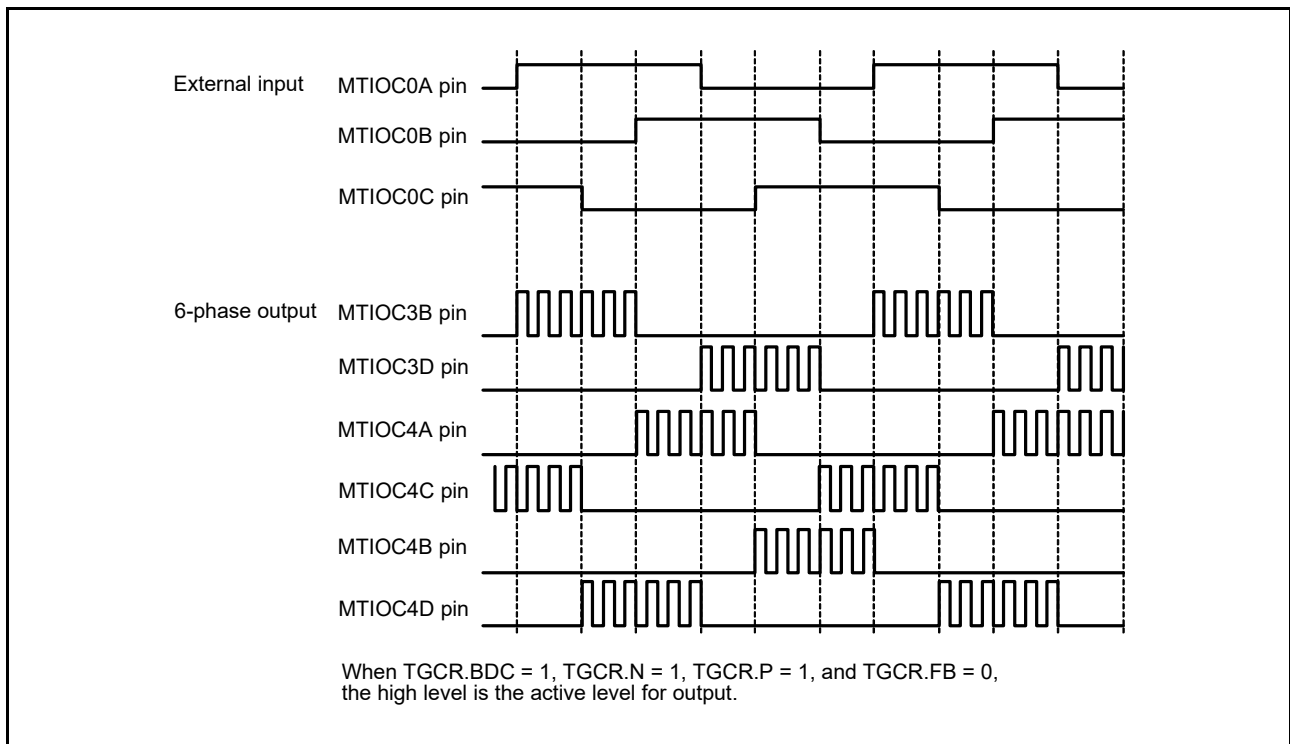 External input MTIOC0A pin
MTIOC0B pin
MTIOC0C pin
6-phase output MTIOC3B pin
MTIOC3D pin
MTIOC4A pin
MTIOC4C pin
MTIOC4B pin
MTIOC4D pin
When TGCR.BDC = 1, TGCR.N = 1, TGCR.P = 1, and TGCR.FB = 0,
the high level is the active level for output.